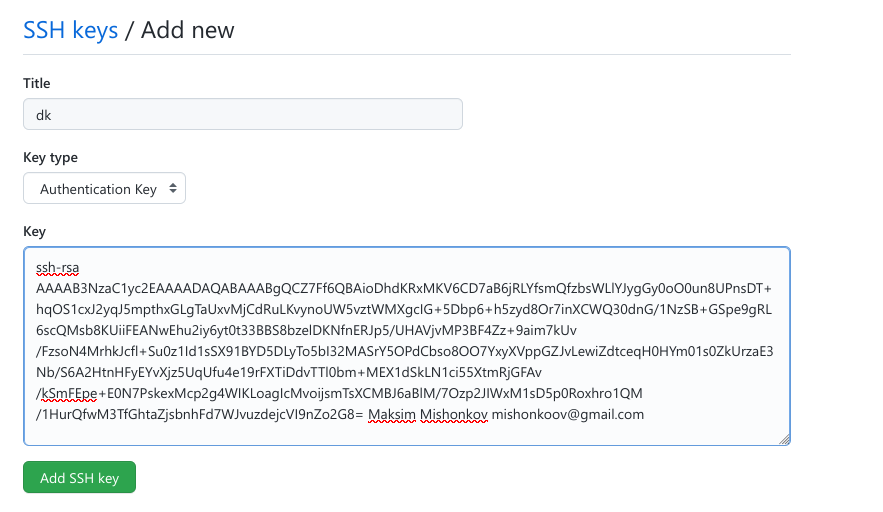 SSH keys / Add new
Title
dk
Key type
Authentication Key
Key
ssh-rsa
AAAAB3NzaC1yc2EAAAADAQABAAABgQCZ7Ff6QBAioDhdKRxMKV6CD7aB6jRLYfsmQfzbsWLlYJygGy0oO0un8UPnsDT+
hqOS1cxJ2yqJ5mpthxGLgTaUxvMjCdRuLKvynoUW5vztWMXgcIG+5Dbp6+h5zyd8Or7inXCWQ30dnG/1NzSB+GSpe9gRL
6scQMsb8KUiiFEANwEhu2iy6yt0t33BBS8bzelDKNfnERJp5/UHAVjvMP3BF4Zz+9aim7kUv
/FzsoN4MrhkJcfl+Su0z1Id1sSX91BYD5DLyTo5bI32MASrY5OPdCbso8OO7YxyXVppGZJvLewiZdtceqH0HYm01s0ZkUrzaE3
Nb/S6A2HtnHFyEYvXjz5UqUfu4e19rFXTiDdvTTl0bm+MEX1dSkLN1ci55XtmRjGFAv
/kSmFEpe+E0N7PskexMcp2g4WIKLoagIcMvoijsmTsXCMBJ6aBlM/7Ozp2JIWxM1sD5p0Roxhro1QM
/1HurQfwM3TfGhtaZjsbnhFd7WJvuzdejcVI9nZo2G8= Maksim Mishonkov mishonkoov@gmail.com
Add SSH key